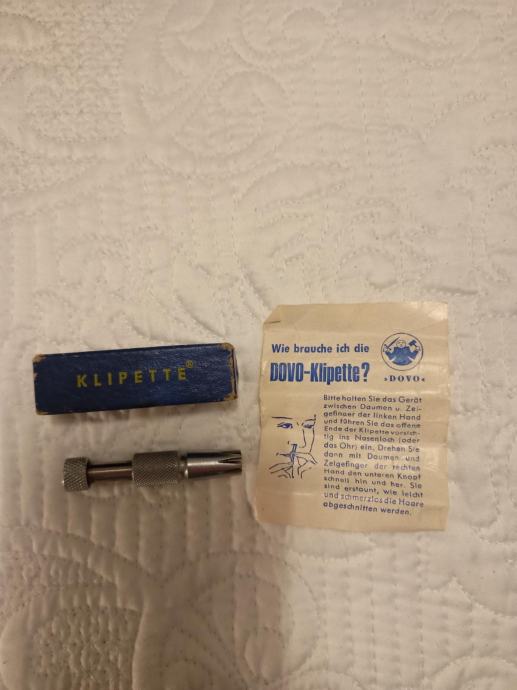 KLIPETTE®
Wie brauche ich die
DOVO-Klipette?
»DOVO«
Bitte halten Sie das Gerät
zwischen Daumen u. Zei-
gefinger der linken Hand
und führen Sie das offene
Ende der Klipette vorsich-
tig ins Nasenloch (oder
das Ohr) ein. Drehen Sie
dann mit Daumen und
Zeigefinger der rechten
Hand den unteren Knopf
schnell hin und her. Sie
sind erstaunt, wie leicht
und schmerzlos die Haare
abgeschnitten werden.